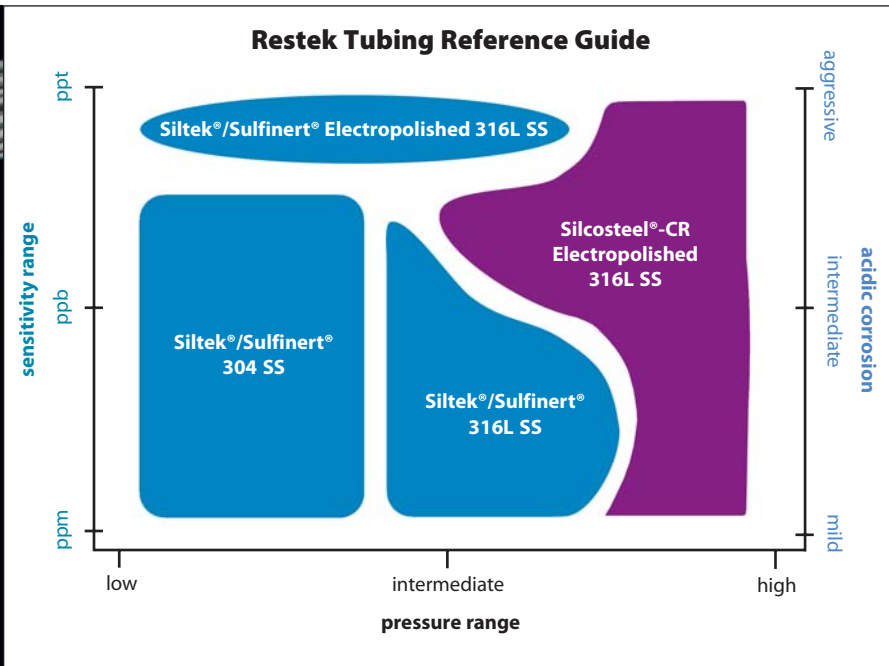 Restek Tubing Reference Guide
ppt
aggressive
Siltek®/Sulfinert® Electropolished 316L SS
Silcosteel®-CR
Electropolished
316L SS
sensitivity range
ppb
intermediate
acidic corrosion
Siltek®/Sulfinert®
304 SS
Siltek®/Sulfinert®
316L SS
ppm
mild
low
intermediate
high
pressure range